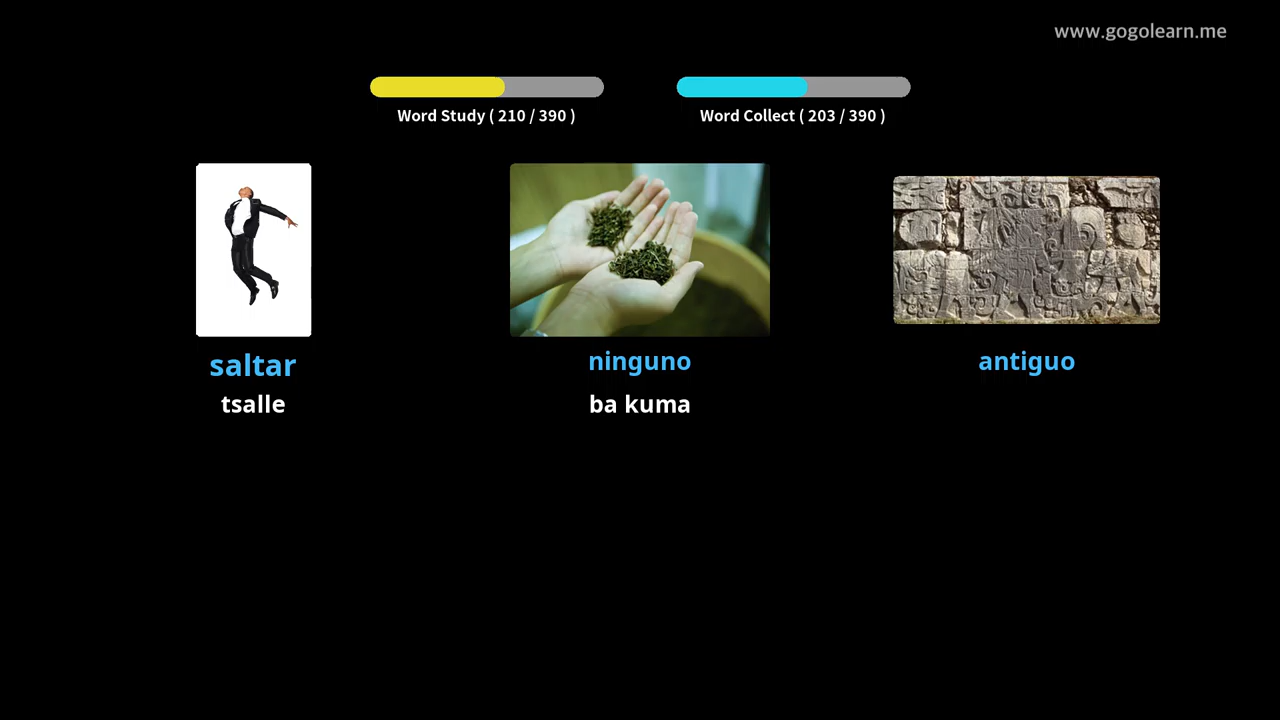 www.gogolearn.me
Word Study ( 210 / 390 )
Word Collect ( 203 / 390 )
saltar
ninguno
antiguo
tsalle
ba kuma